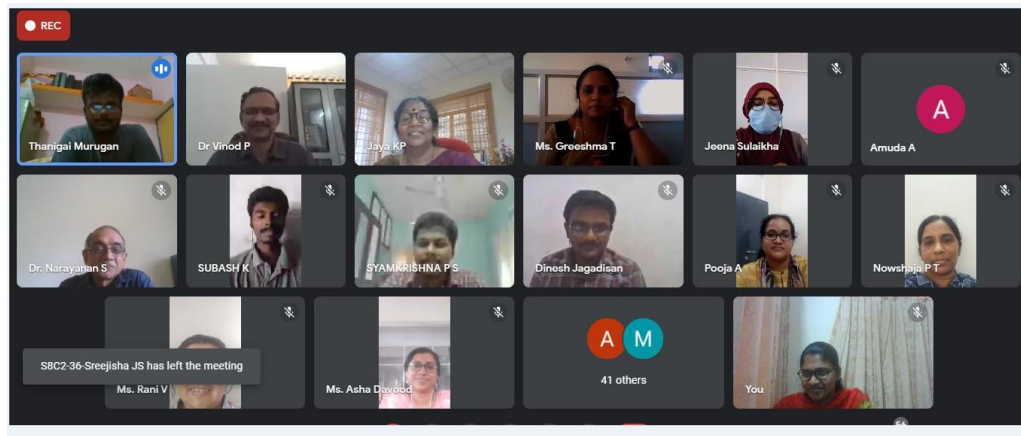 REC
Thanigai Murugan
Dr Vinod P
Jaya KP
Ms. Greeshma T
Jeena Sulaikha
A
Amuda A
Dr. Narayanan S
SUBASH K
SYAMKRISHNA P S
Dinesh Jagadisan
Pooja A
Nowshaja P T
S8C2-36-Sreejisha JS has left the meeting
Ms. Rani V
Ms. Asha Davood
A M
41 others
You
56